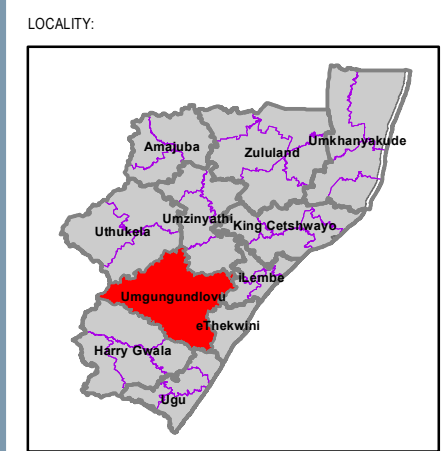 LOCALITY:
Amajuba
Zululand
Umkhanyakude
Uthukela
Umzinyathi
King Cetshwayo
iLembe
Umgungundlovu
eThekwini
Harry Gwala
Ugu